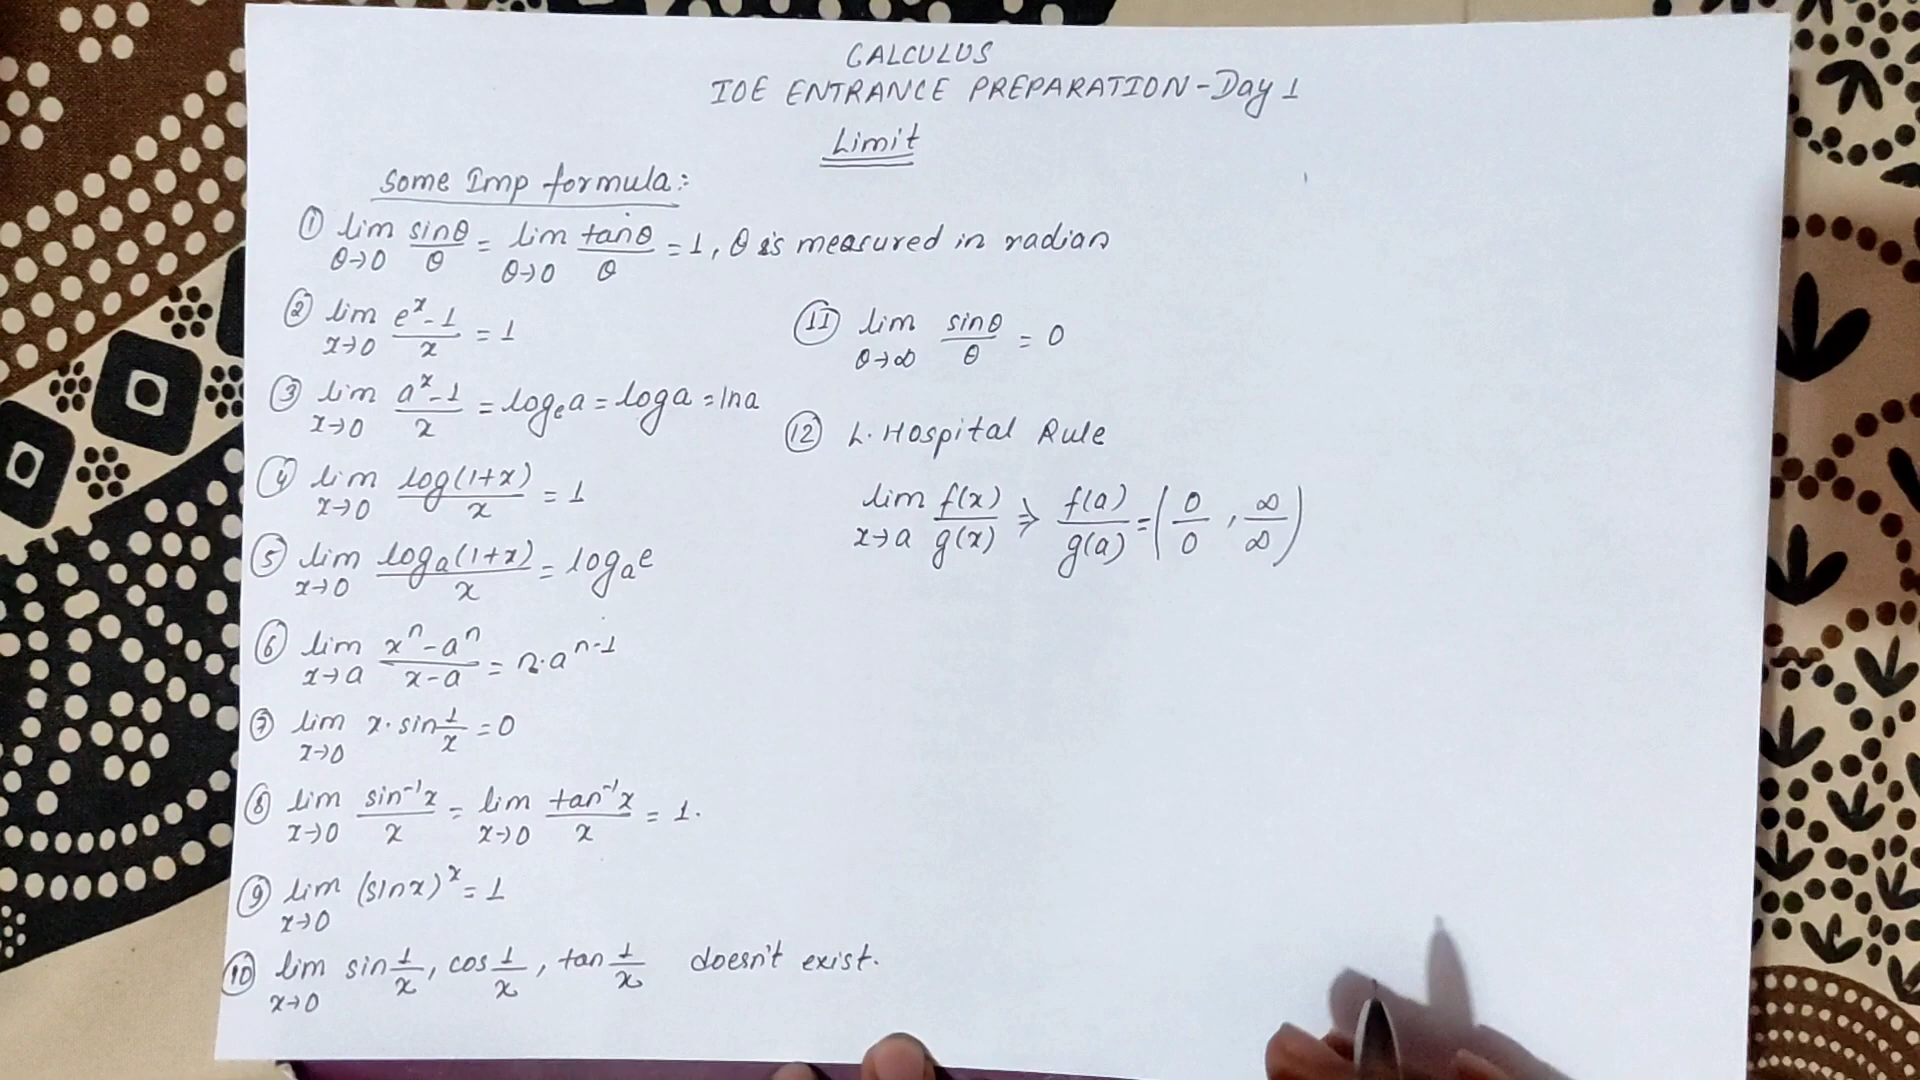 CALCULUS
IOE ENTRANCE PREPARATION - Day 1
Limit
Some Imp formula:
① lim θ→0 sinθ/θ = lim θ→0 tanθ/θ = 1, θ is measured in radian
② lim x→0 (e^x - 1)/x = 1
③ lim x→0 (a^x - 1)/x = log_e a = log a = ln a
④ lim x→0 log(1+x)/x = 1
⑤ lim x→0 log_a(1+x)/x = log_a e
⑥ lim x→a (x^n - a^n)/(x - a) = n·a^(n-1)
⑦ lim x→0 x·sin 1/x = 0
⑧ lim x→0 sin⁻¹x/x = lim x→0 tan⁻¹x/x = 1.
⑨ lim x→0 (sinx)^x = 1
⑩ lim x→0 sin 1/x, cos 1/x, tan 1/x doesn't exist.
⑪ lim θ→∞ sinθ/θ = 0
⑫ L. Hospital Rule
lim x→a f(x)/g(x) ⇒ f(a)/g(a) = (0/0, ∞/∞)